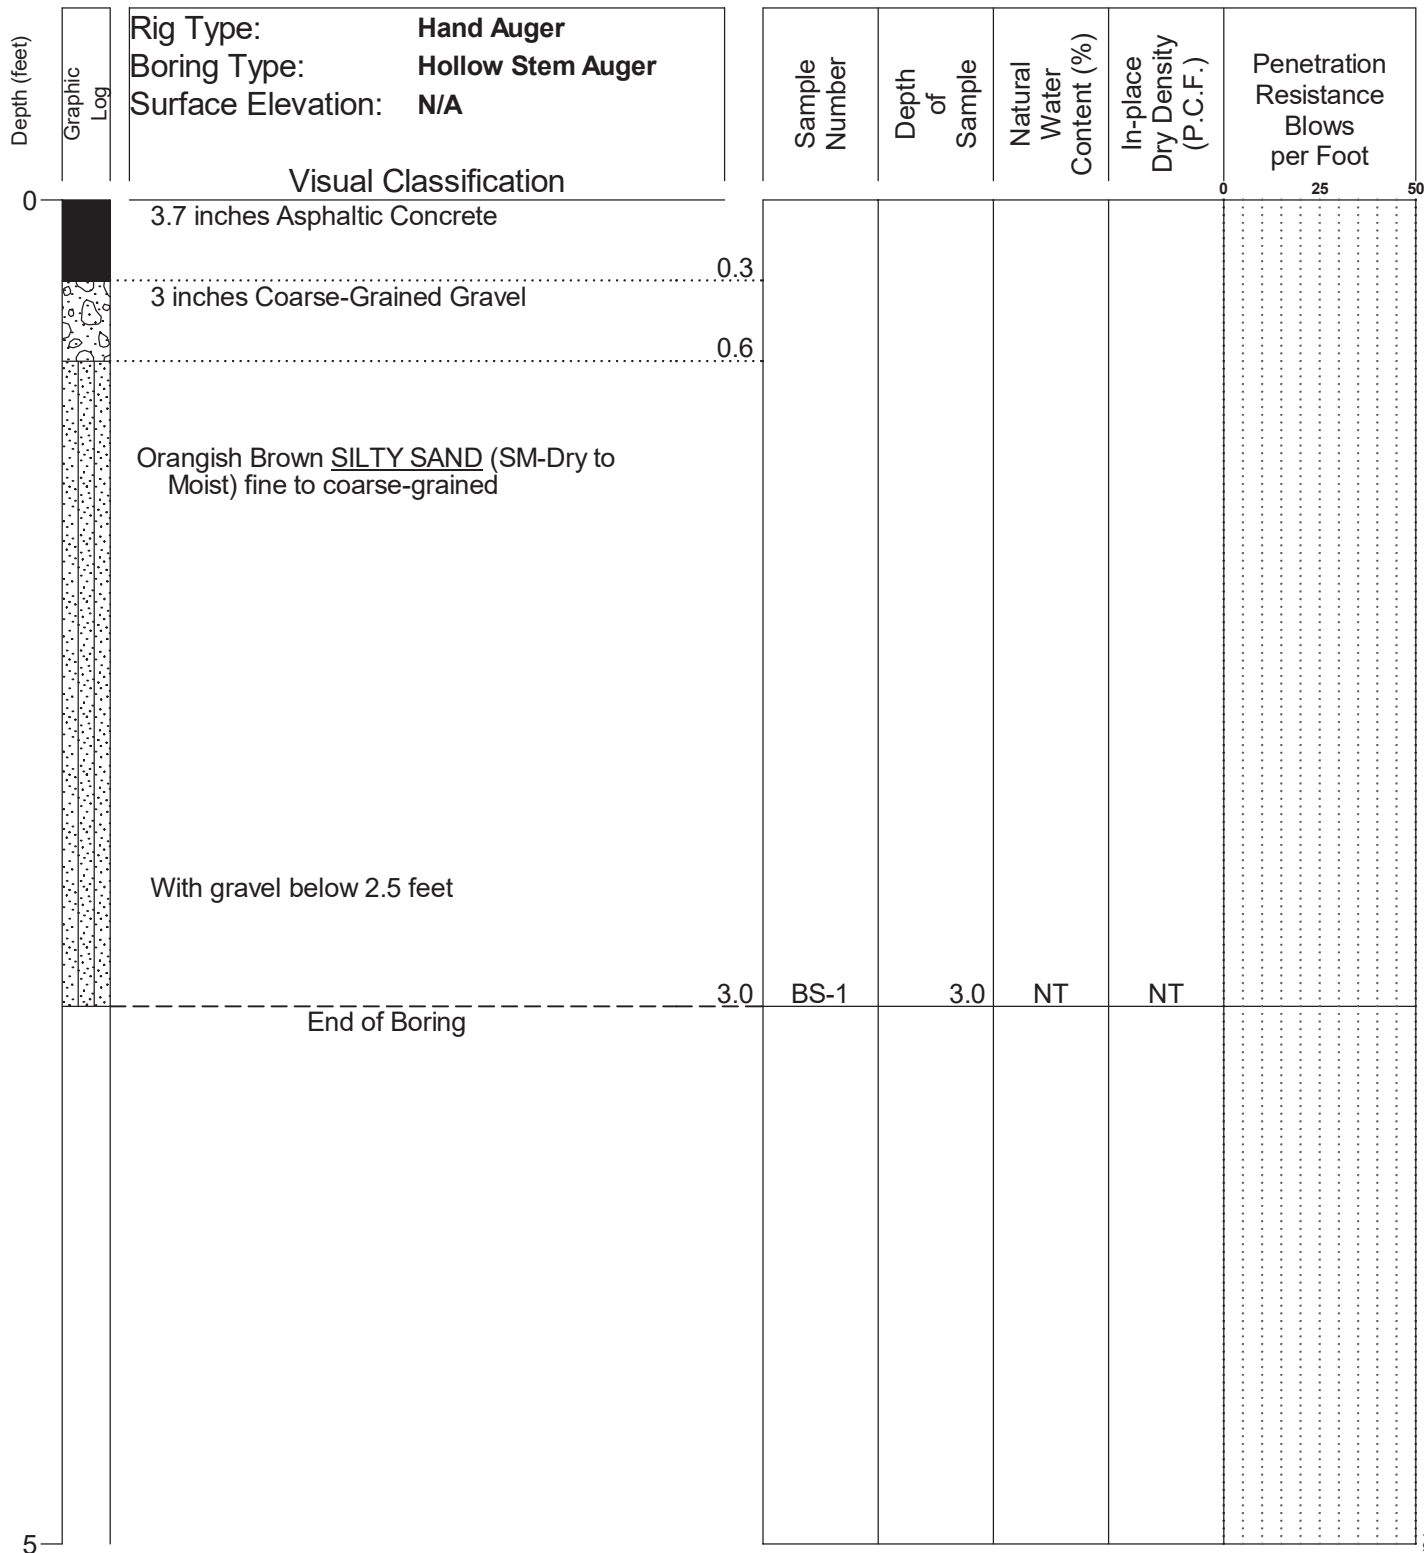 Depth (feet)
Graphic
Log
Rig Type: Hand Auger
Boring Type: Hollow Stem Auger
Surface Elevation: N/A
Visual Classification
Sample
Number
Depth
of
Sample
Natural
Water
Content (%)
In-place
Dry Density
(P.C.F.)
Penetration
Resistance
Blows
per Foot
0 25 50
0
3.7 inches Asphaltic Concrete
0.3
3 inches Coarse-Grained Gravel
0.6
Orangish Brown SILTY SAND (SM-Dry to
Moist) fine to coarse-grained
With gravel below 2.5 feet
3.0 BS-1 3.0 NT NT
End of Boring
5